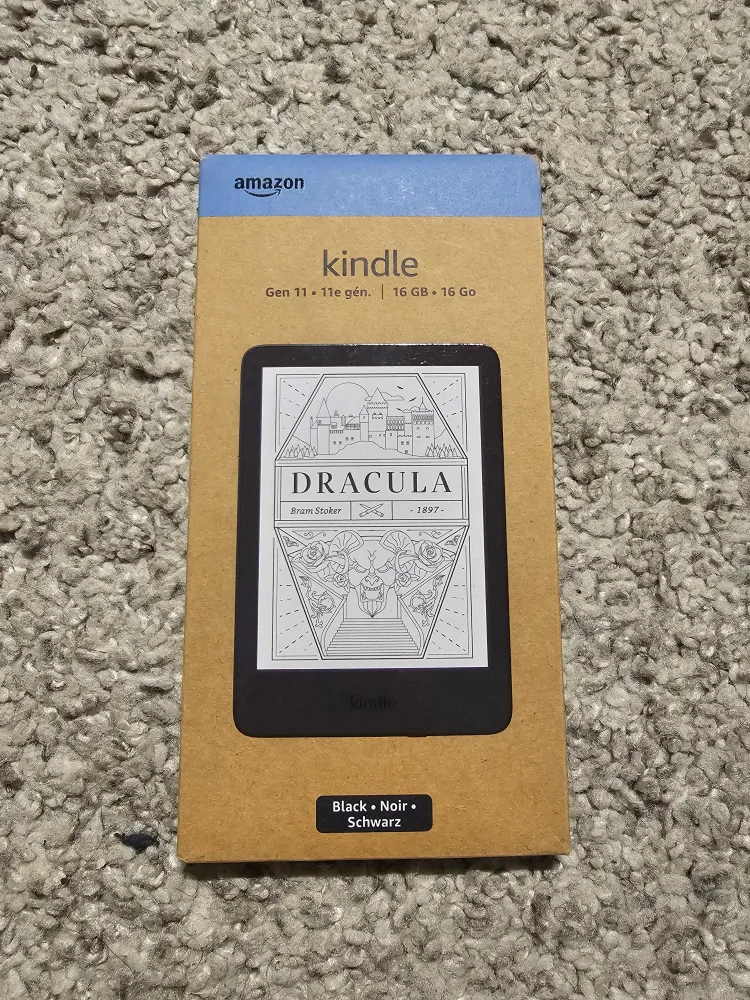 amazon
kindle
Gen 11 • 11e gén. | 16 GB • 16 Go
DRACULA
Bram Stoker - 1897 -
kindle
Black • Noir •
Schwarz